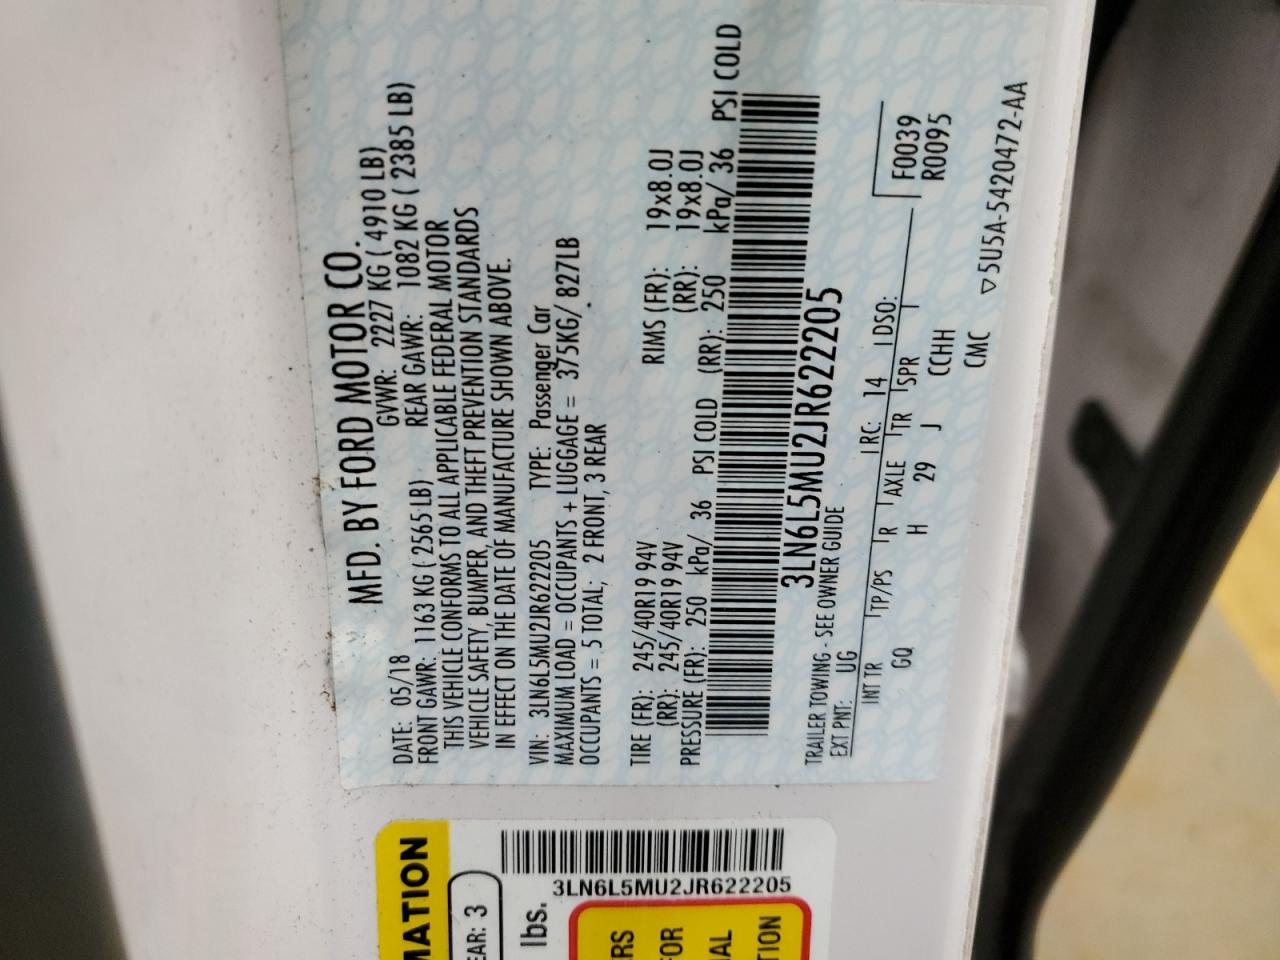 MFD. BY FORD MOTOR CO.
DATE: 05/18 GVWR: 2227 KG ( 4910 LB)
FRONT GAWR: 1163 KG ( 2565 LB) REAR GAWR: 1082 KG ( 2385 LB)
THIS VEHICLE CONFORMS TO ALL APPLICABLE FEDERAL MOTOR
VEHICLE SAFETY, BUMPER, AND THEFT PREVENTION STANDARDS
IN EFFECT ON THE DATE OF MANUFACTURE SHOWN ABOVE.
VIN: 3LN6L5MU2JR622205 TYPE: Passenger Car
MAXIMUM LOAD = OCCUPANTS + LUGGAGE = 375KG/ 827LB
OCCUPANTS = 5 TOTAL; 2 FRONT, 3 REAR
TIRE (FR): 245/40R19 94V RIMS (FR): 19x8.0J
(RR): 245/40R19 94V (RR): 19x8.0J
PRESSURE (FR): 250 kPa/ 36 PSI COLD (RR): 250 kPa/ 36 PSI COLD
3LN6L5MU2JR622205
TRAILER TOWING - SEE OWNER GUIDE
EXT PNT: UG RC: 14 DSO: F0039
R0095
INT TR TP/PS R AXLE TR SPR
GQ H 29 J CCHH
CMC
▽5U5A-5420472-AA
MATION
EAR: 3
3LN6L5MU2JR622205
lbs.
RS
FOR
AL
TION